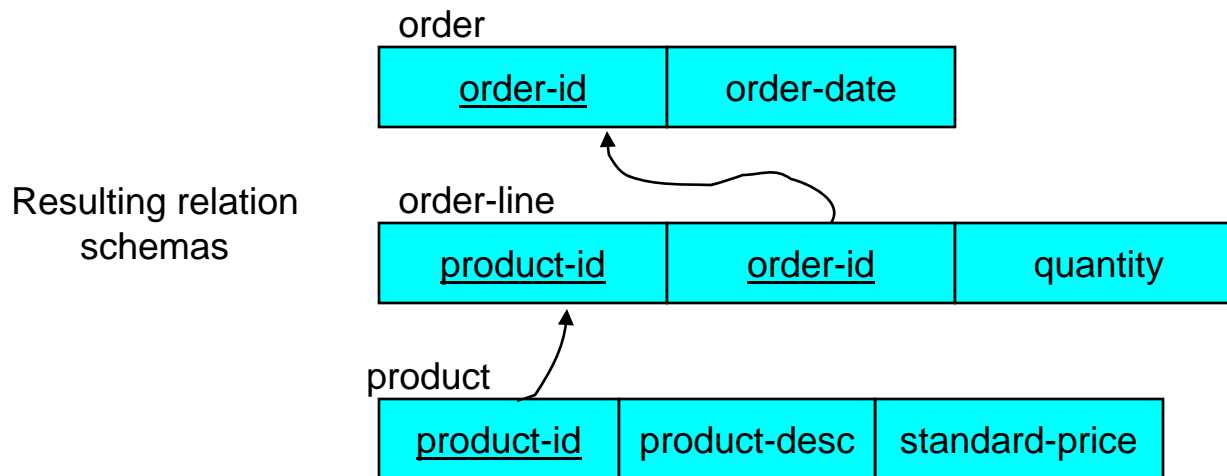 order
order-id order-date
Resulting relation
schemas
order-line
product-id order-id quantity
product
product-id product-desc standard-price